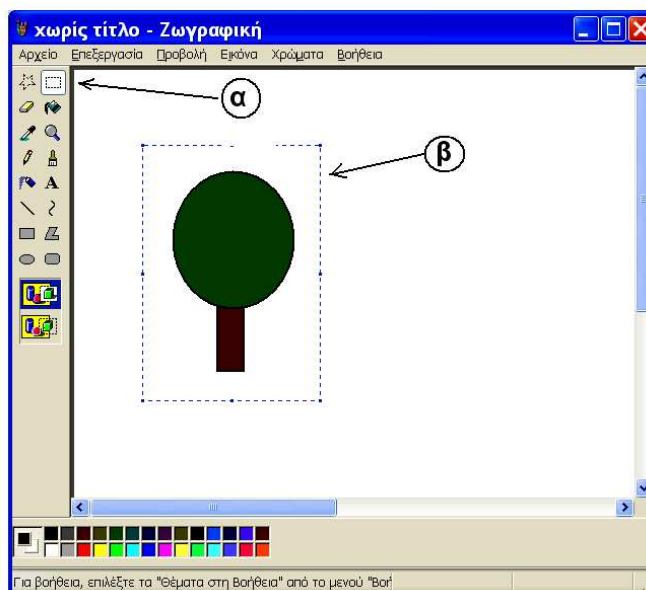 χωρίς τίτλο - Ζωγραφική
Αρχείο Επεξεργασία Προβολή Εικόνα Χρώματα Βοήθεια
α
β
A
Για βοήθεια, επιλέξτε τα "Θέματα στη Βοήθεια" από το μενού "Βοή